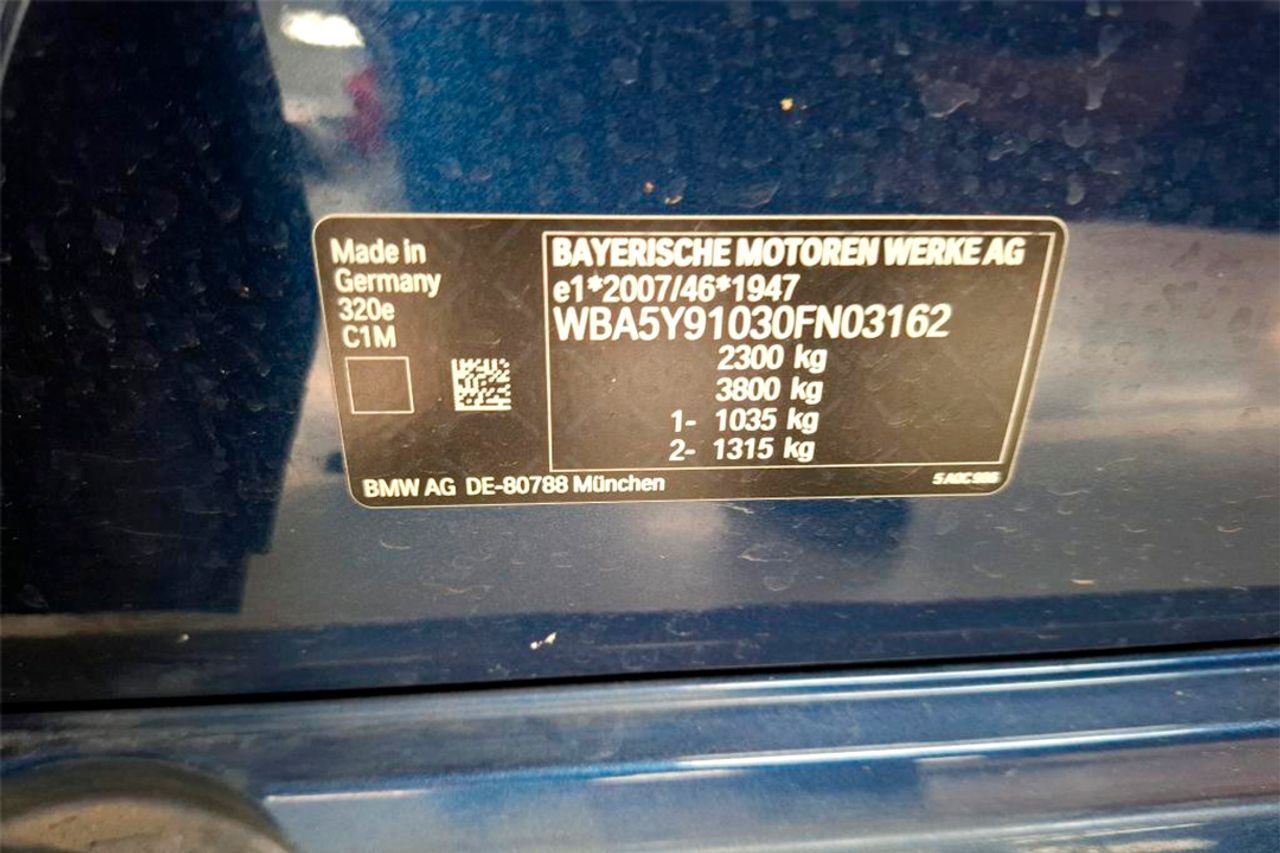 Made in
Germany
320e
C1M
BAYERISCHE MOTOREN WERKE AG
e1*2007/46*1947
WBA5Y91030FN03162
2300 kg
3800 kg
1- 1035 kg
2- 1315 kg
BMW AG DE-80788 München